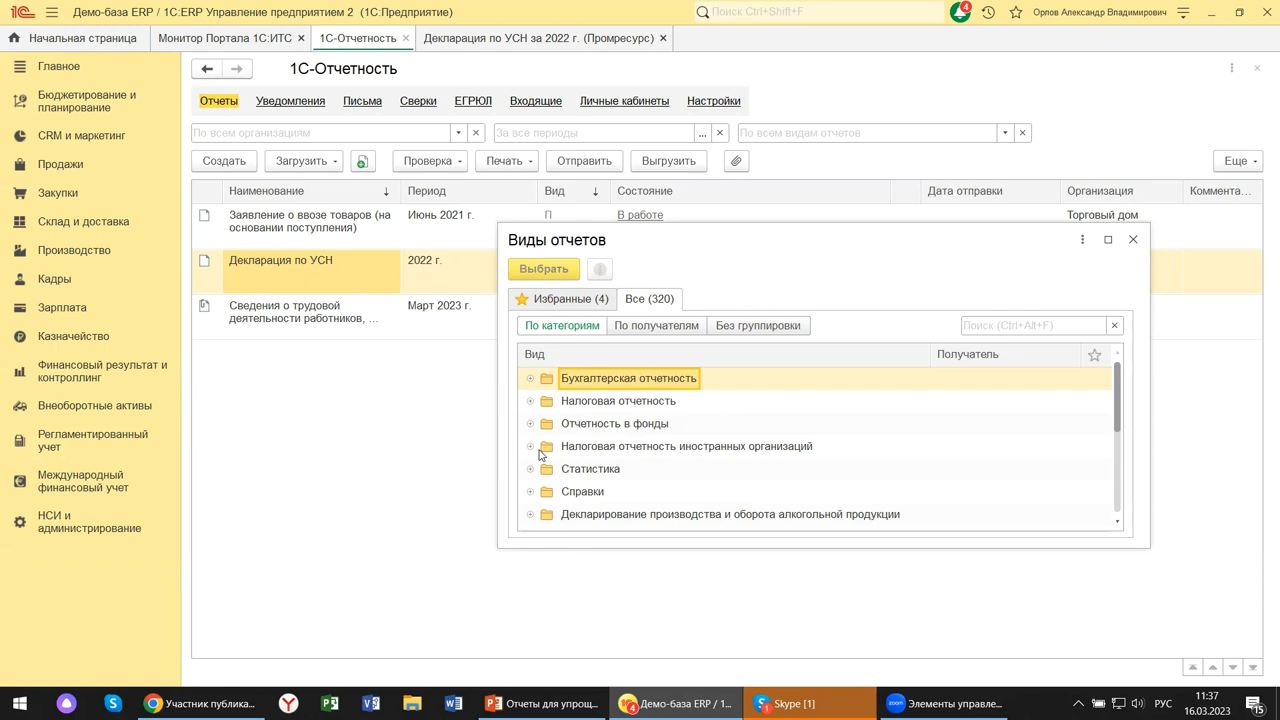 Демо-база ERP / 1С:ERP Управление предприятием 2 (1С:Предприятие)
Поиск Ctrl+Shift+F
4
Орлов Александр Владимирович
Начальная страница
Монитор Портала 1С:ИТС
1С-Отчетность
Декларация по УСН за 2022 г. (Промресурс)
Главное
Бюджетирование и
планирование
CRM и маркетинг
Продажи
Закупки
Склад и доставка
Производство
Кадры
Зарплата
Казначейство
Финансовый результат и
контроллинг
Внеоборотные активы
Регламентированный
учет
Международный
финансовый учет
НСИ и
администрирование
1С-Отчетность
Отчеты
Уведомления
Письма
Сверки
ЕГРЮЛ
Входящие
Личные кабинеты
Настройки
По всем организациям
За все периоды
...
По всем видам отчетов
Создать
Загрузить
Проверка
Печать
Отправить
Выгрузить
Еще
Наименование
Период
Вид
Состояние
Дата отправки
Организация
Коммента...
Заявление о ввозе товаров (на
основании поступления)
Июнь 2021 г.
П
В работе
Торговый дом
Декларация по УСН
2022 г.
Сведения о трудовой
деятельности работников, ...
Март 2023 г.
Виды отчетов
Выбрать
Избранные (4)
Все (320)
По категориям
По получателям
Без группировки
Поиск (Ctrl+Alt+F)
Вид
Получатель
Бухгалтерская отчетность
Налоговая отчетность
Отчетность в фонды
Налоговая отчетность иностранных организаций
Статистика
Справки
Декларирование производства и оборота алкогольной продукции
Участник публика...
Отчеты для упрощ...
4
Демо-база ERP / 1...
1
Skype [1]
zoom
Элементы управле...
РУС
11:37
16.03.2023
15